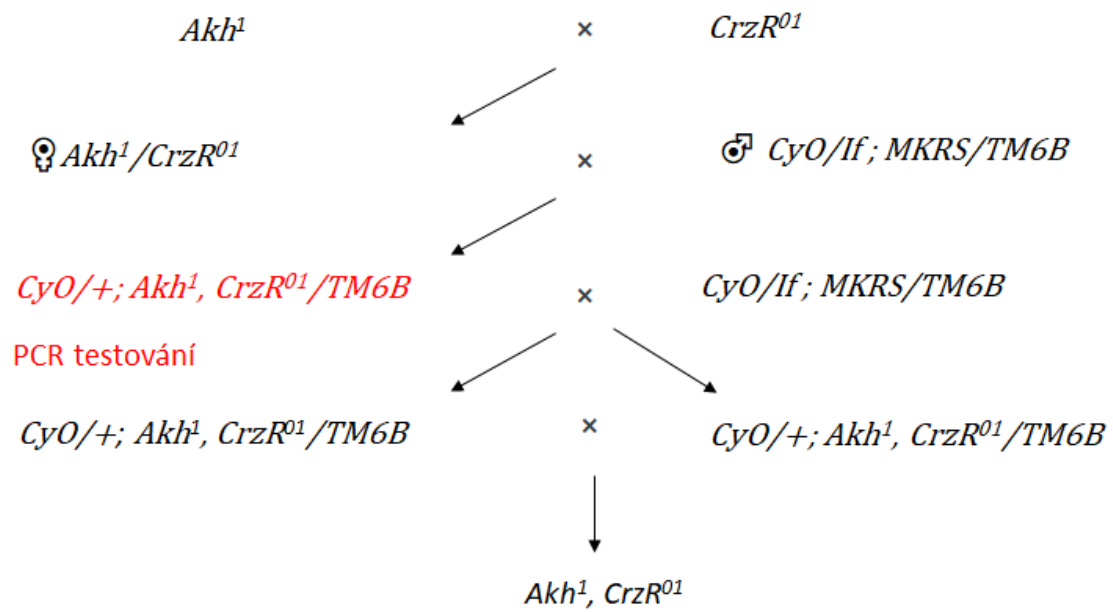 Akh¹ × CrzR⁰¹
♀ Akh¹/CrzR⁰¹ × ♂ CyO/If ; MKRS/TM6B
CyO/+; Akh¹, CrzR⁰¹/TM6B × CyO/If ; MKRS/TM6B
PCR testování
CyO/+; Akh¹, CrzR⁰¹/TM6B × CyO/+; Akh¹, CrzR⁰¹/TM6B
Akh¹, CrzR⁰¹